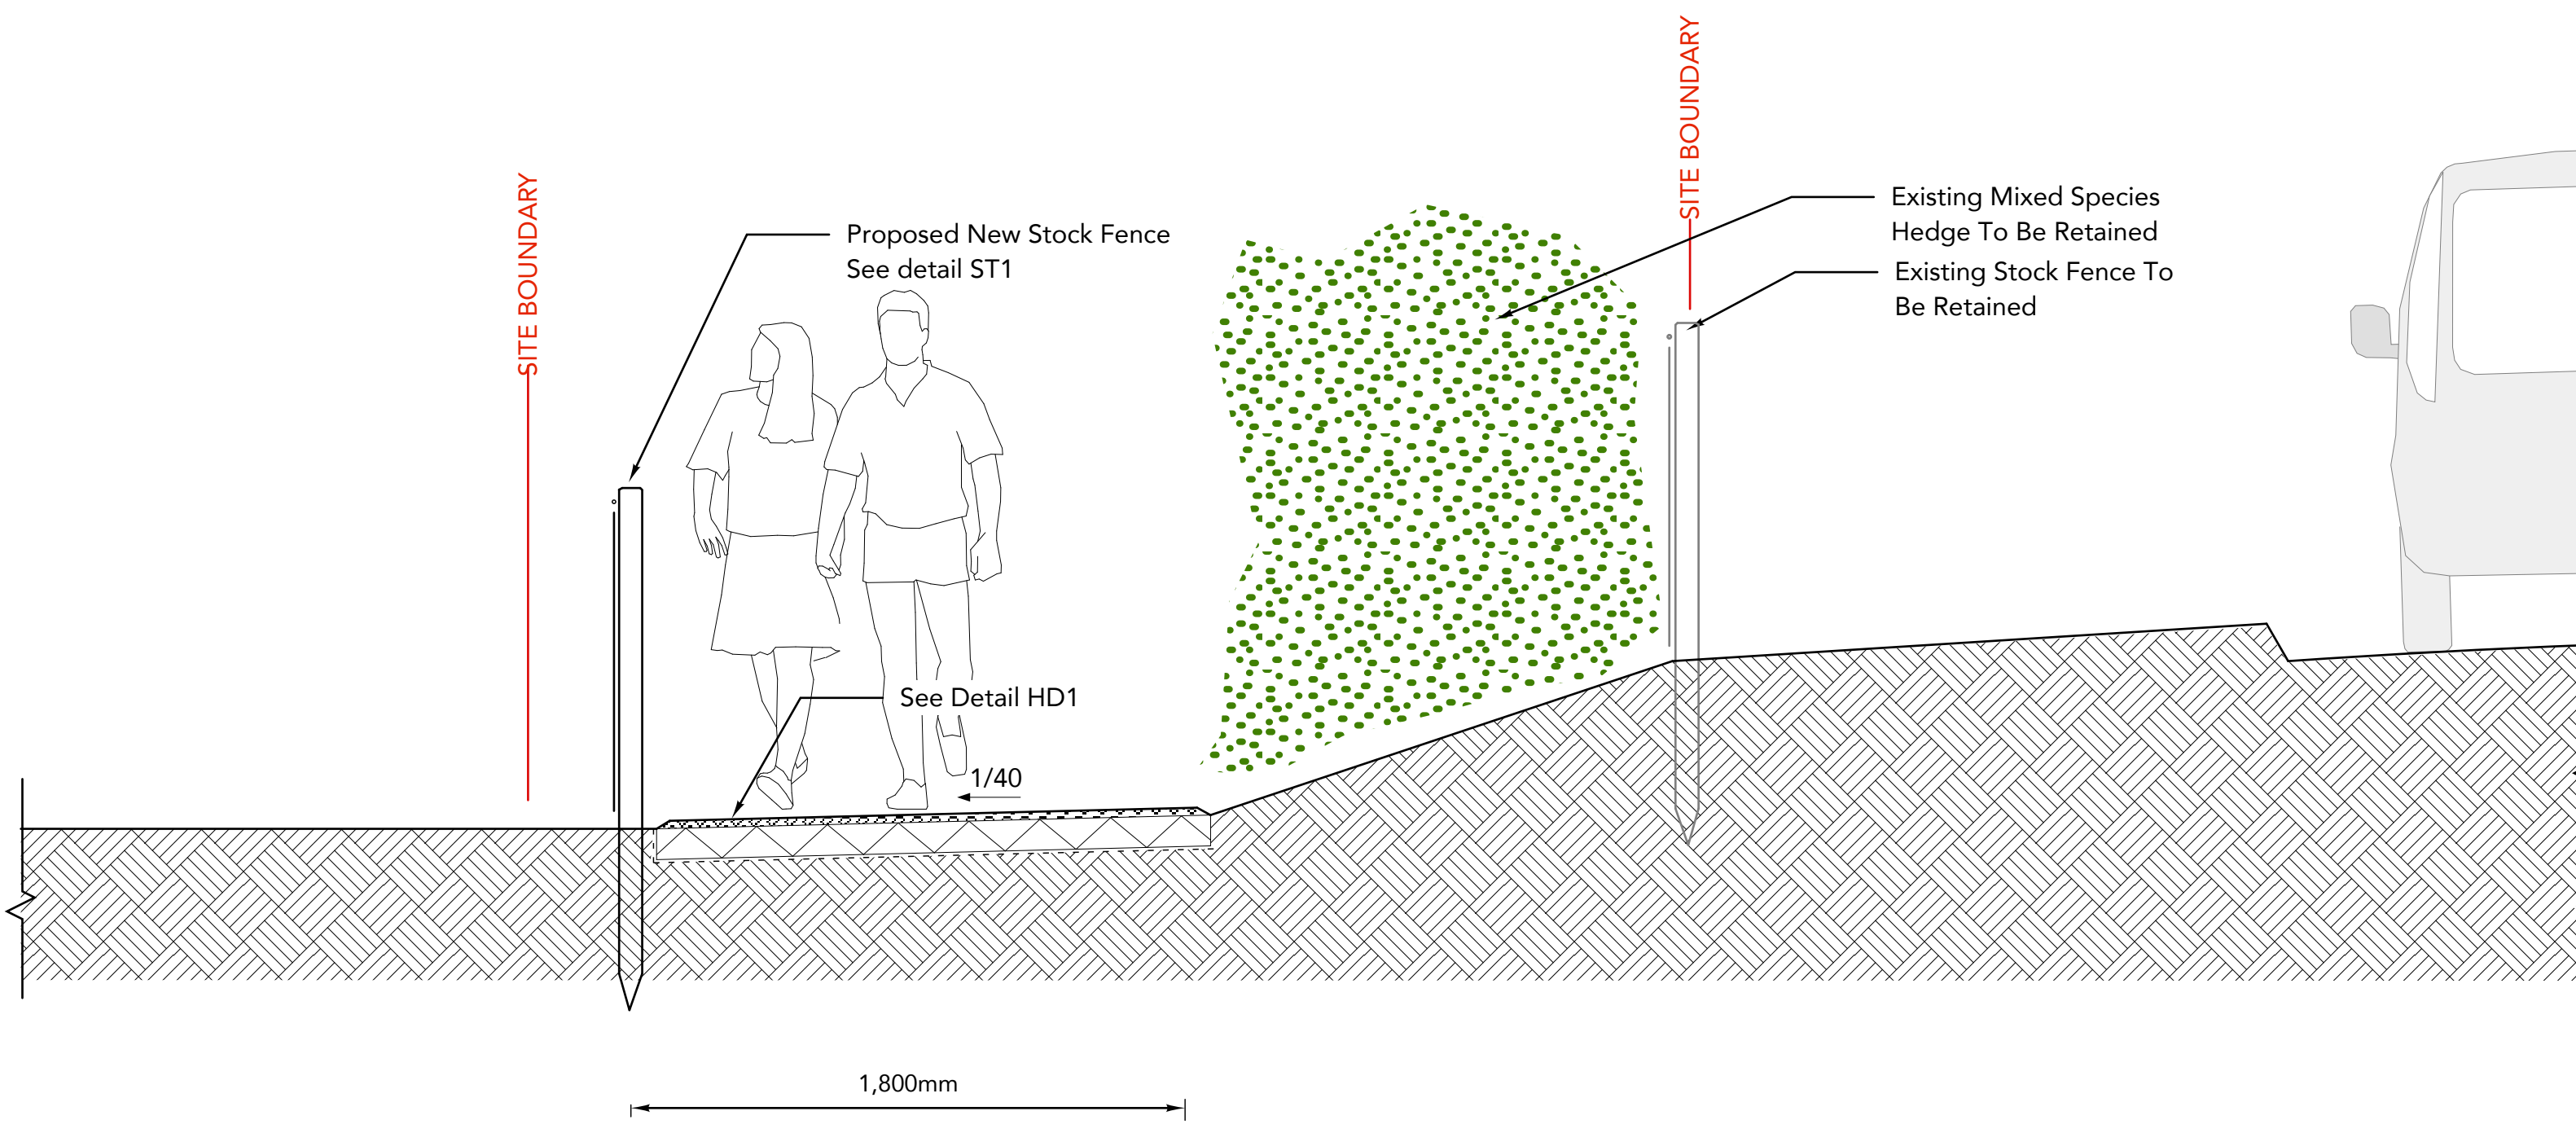 SITE BOUNDARY
SITE BOUNDARY
Existing Mixed Species
Hedge To Be Retained
Proposed New Stock Fence
See detail ST1
Existing Stock Fence To
Be Retained
See Detail HD1
1/40
1,800mm